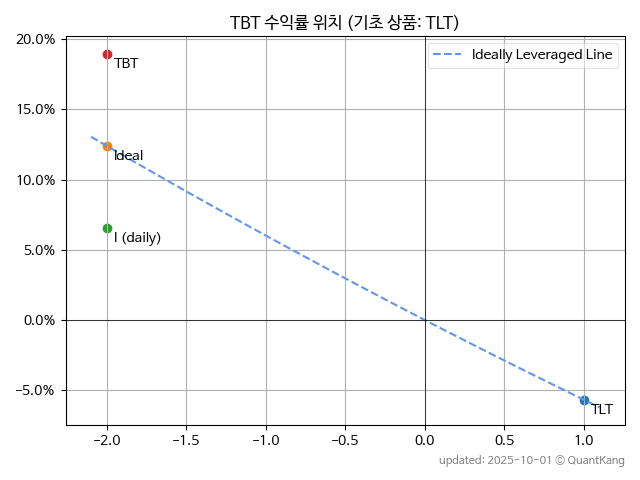 TBT 수익률 위치 (기초 상품: TLT)
20.0%
15.0%
10.0%
5.0%
0.0%
−5.0%
Ideally Leveraged Line
TBT
Ideal
I (daily)
TLT
−2.0 −1.5 −1.0 −0.5 0.0 0.5 1.0
updated: 2025-10-01 © QuantKang